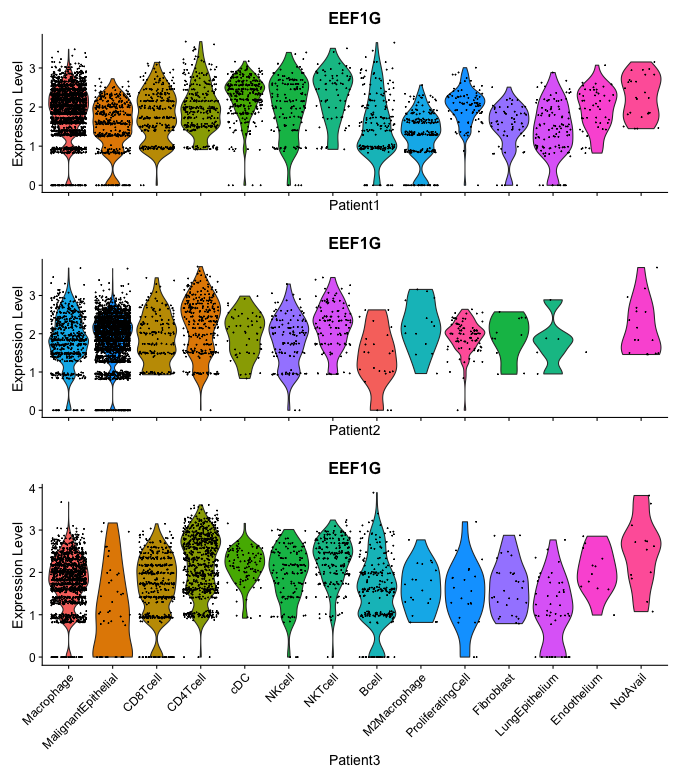 EEF1G
Expression Level
3
2
1
0
Patient1
EEF1G
Expression Level
3
2
1
0
Patient2
EEF1G
Expression Level
4
3
2
1
0
Macrophage
MalignantEpithelial
CD8Tcell
CD4Tcell
cDC
NKcell
NKTcell
Bcell
M2Macrophage
ProliferatingCell
Fibroblast
LungEpithelium
Endothelium
NotAvail
Patient3